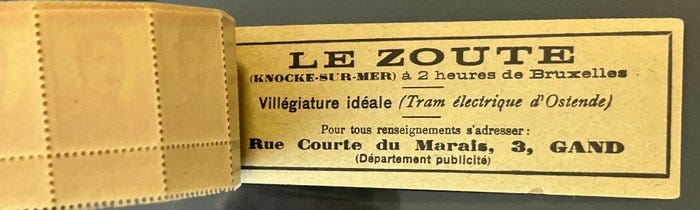 LE ZOUTE
(KNOCKE-SUR-MER) à 2 heures de Bruxelles
Villégiature idéale (Tram électrique d'Ostende)
Pour tous renseignements s'adresser:
Rue Courte du Marais, 3, GAND
(Département publicité)